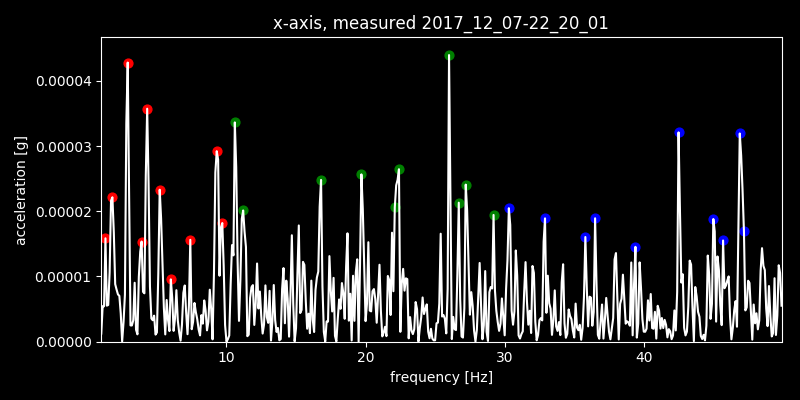 x-axis, measured 2017_12_07-22_20_01
acceleration [g]
0.00004
0.00003
0.00002
0.00001
0.00000
10 20 30 40
frequency [Hz]